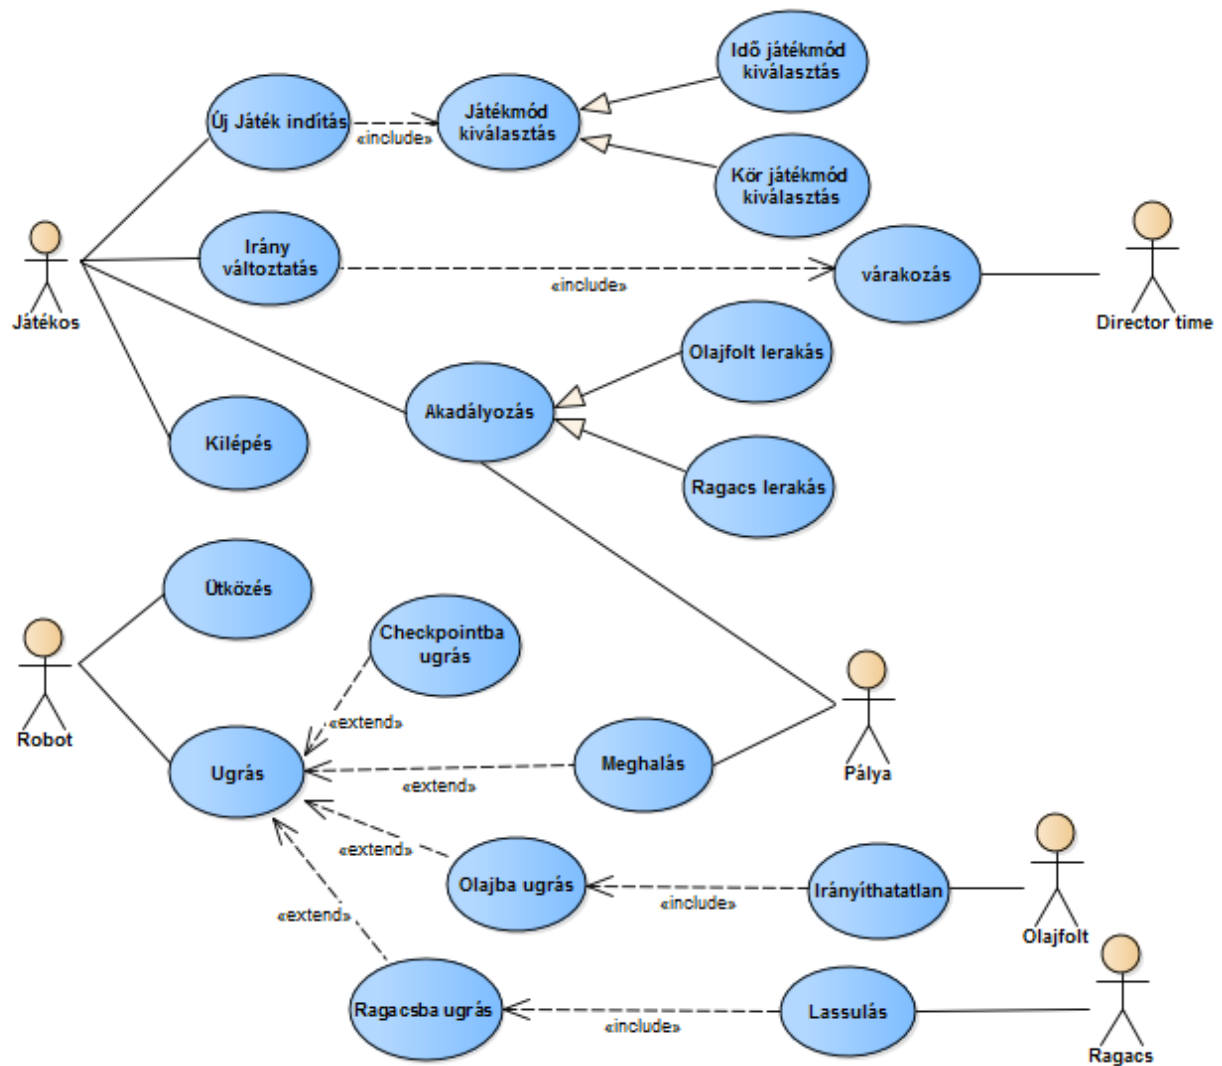 Idő játékmód
kiválasztás
Új Játék indítás
«include»
Játékmód
kiválasztás
Kör játékmód
kiválasztás
Irány
változtatás
«include»
várakozás
Játékos
Director time
Olajfolt lerakás
Akadályozás
Kilépés
Ragacs lerakás
Ütközés
Checkpointba
ugrás
Robot
«extend»
Ugrás
«extend»
Meghalás
Pálya
«extend»
Olajba ugrás
«include»
Irányíthatatlan
Olajfolt
«extend»
Ragacsba ugrás
«include»
Lassulás
Ragacs